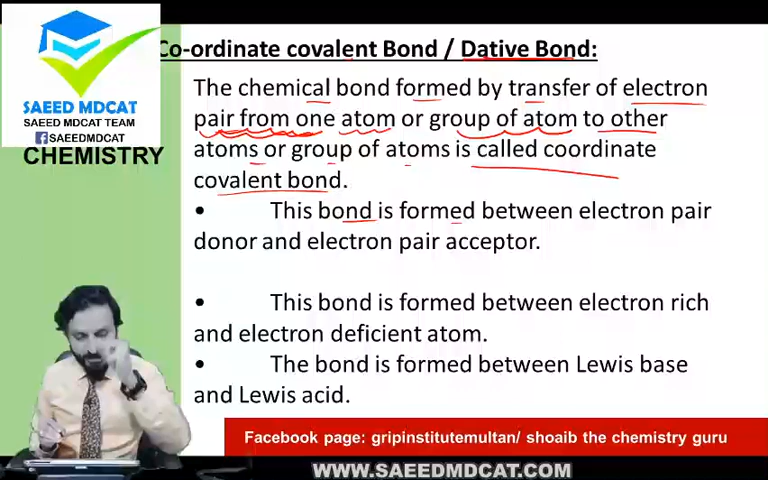 Co-ordinate covalent Bond / Dative Bond:
The chemical bond formed by transfer of electron
pair from one atom or group of atom to other
atoms or group of atoms is called coordinate
covalent bond.
• This bond is formed between electron pair
donor and electron pair acceptor.
• This bond is formed between electron rich
and electron deficient atom.
• The bond is formed between Lewis base
and Lewis acid.
SAEED MDCAT
SAEED MDCAT TEAM
f SAEEDMDCAT
CHEMISTRY
Facebook page: gripinstitutemultan/ shoaib the chemistry guru
WWW.SAEEDMDCAT.COM